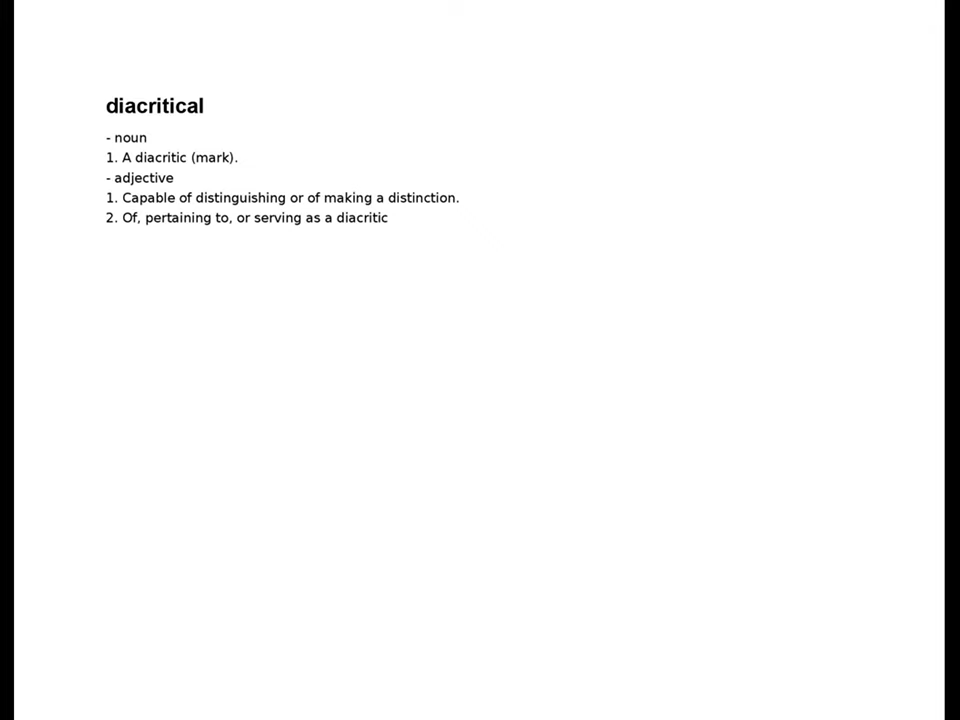 diacritical
- noun
1. A diacritic (mark).
- adjective
1. Capable of distinguishing or of making a distinction.
2. Of, pertaining to, or serving as a diacritic